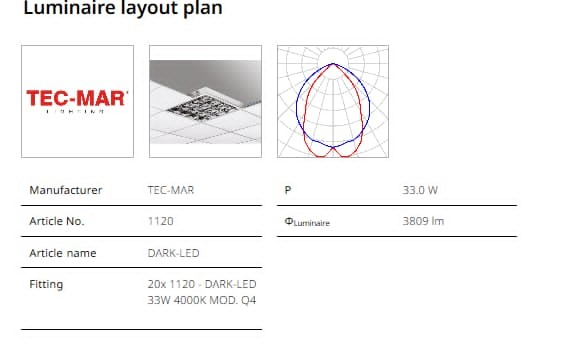 Luminaire layout plan
TEC-MAR
LIGHTING
Manufacturer TEC-MAR
P 33.0 W
Article No. 1120
ΦLuminaire 3809 lm
Article name DARK-LED
Fitting 20x 1120 - DARK-LED
33W 4000K MOD. Q4